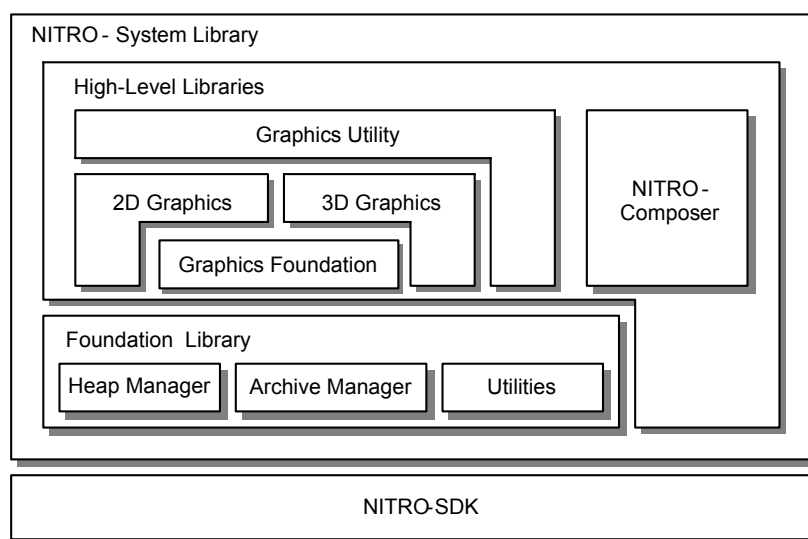 NITRO - System Library
High-Level Libraries
Graphics Utility
NITRO -
Composer
2D Graphics
3D Graphics
Graphics Foundation
Foundation Library
Heap Manager
Archive Manager
Utilities
NITRO-SDK